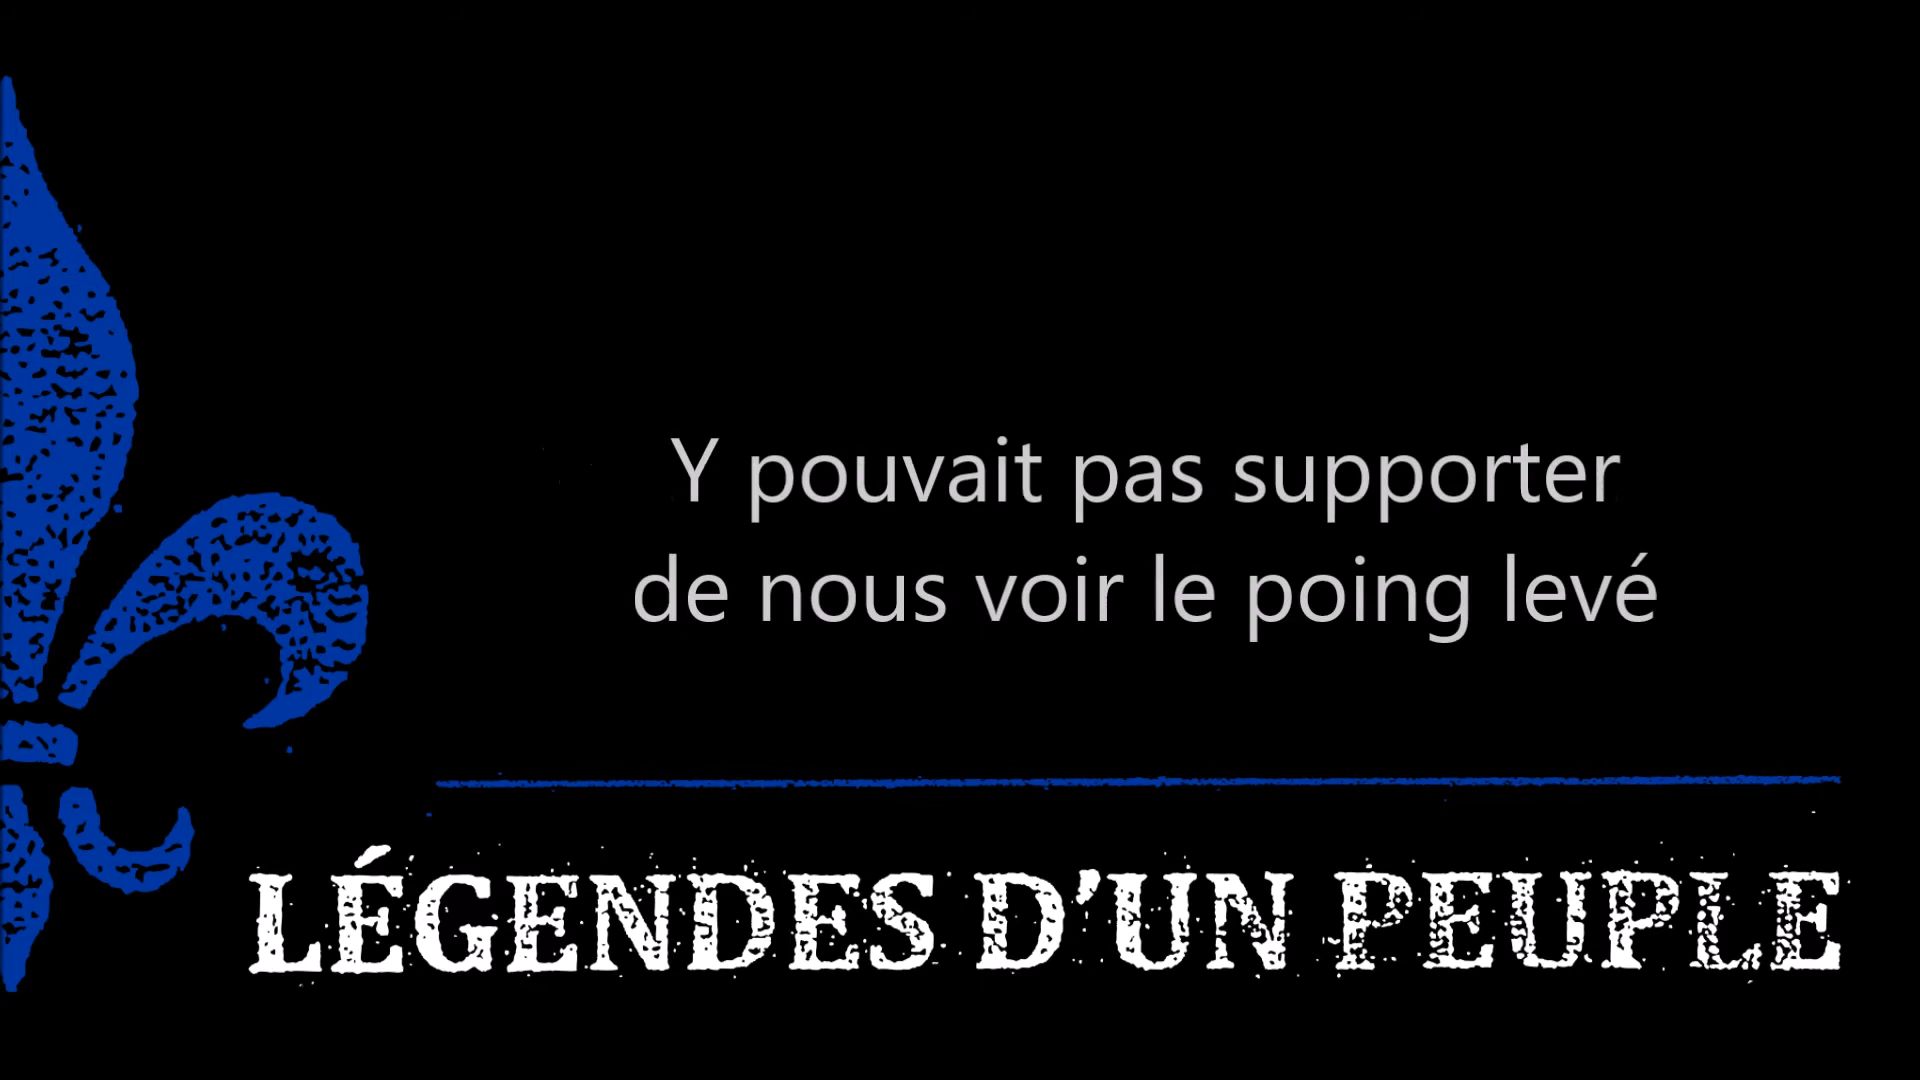 Y pouvait pas supporter
de nous voir le poing levé
LÉGENDES D'UN PEUPLE